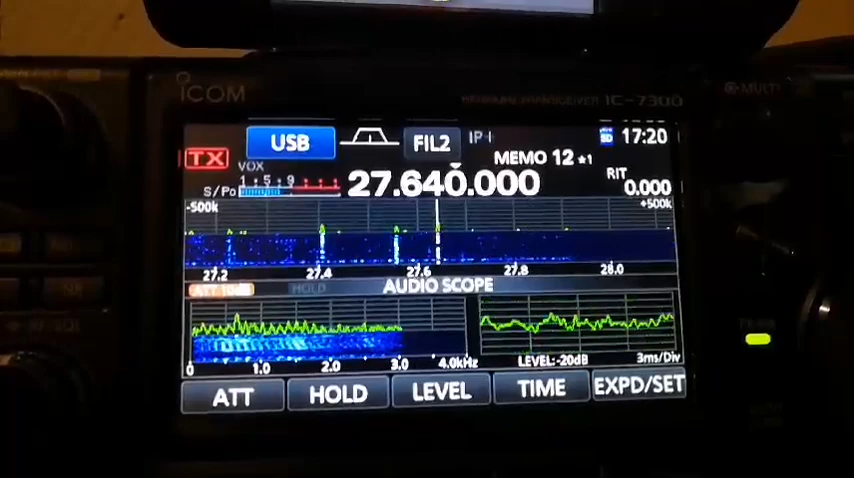 ICOM
HF/50MHz TRANSCEIVER IC-7300
MULTI
USB
FIL2
IP+
17:20
TX
VOX
MEMO 12 ★1
RIT
1 · 5 · 9
S/Po
27.640.000
0.000
-500k
+500k
27.2 27.4 27.6 27.8 28.0
ATT 10dB
HOLD
AUDIO SCOPE
0 1.0 2.0 3.0 4.0kHz
LEVEL:-20dB
3ms/Div
ATT
HOLD
LEVEL
TIME
EXPD/SET